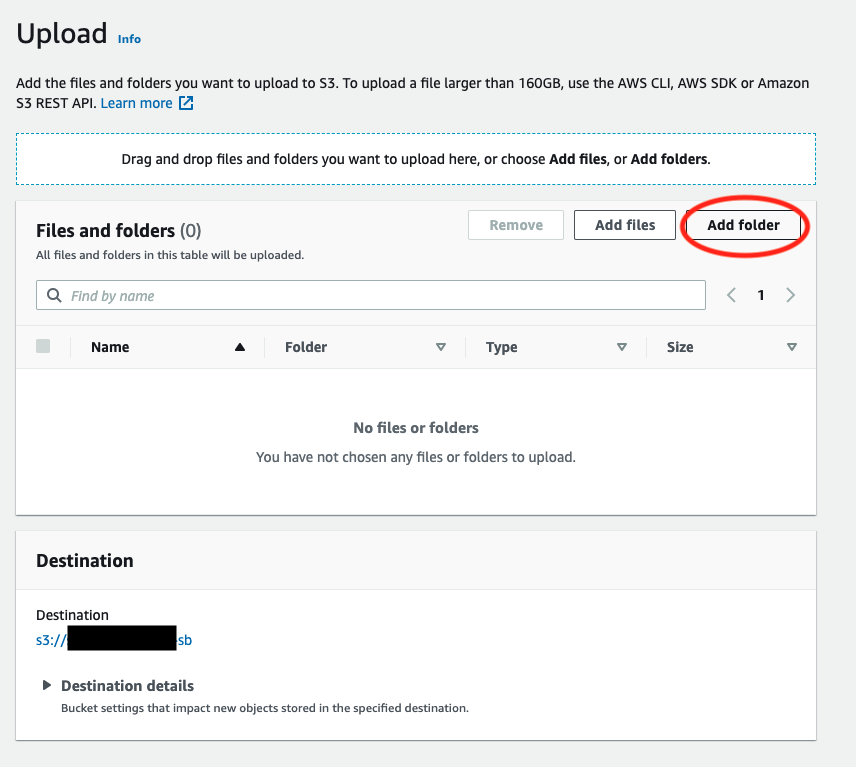 Upload Info
Add the files and folders you want to upload to S3. To upload a file larger than 160GB, use the AWS CLI, AWS SDK or Amazon
S3 REST API. Learn more
Drag and drop files and folders you want to upload here, or choose Add files, or Add folders.
Files and folders (0)
Remove
Add files
Add folder
All files and folders in this table will be uploaded.
Find by name
1
Name
Folder
Type
Size
No files or folders
You have not chosen any files or folders to upload.
Destination
Destination
s3:// sb
Destination details
Bucket settings that impact new objects stored in the specified destination.